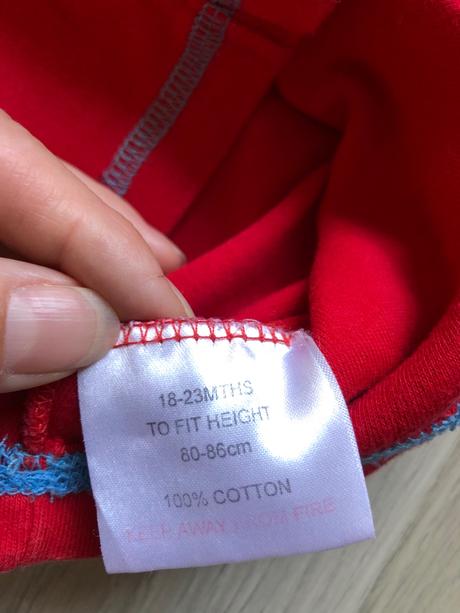 18-23MTHS
TO FIT HEIGHT
80-86cm
100% COTTON
KEEP AWAY FROM FIRE